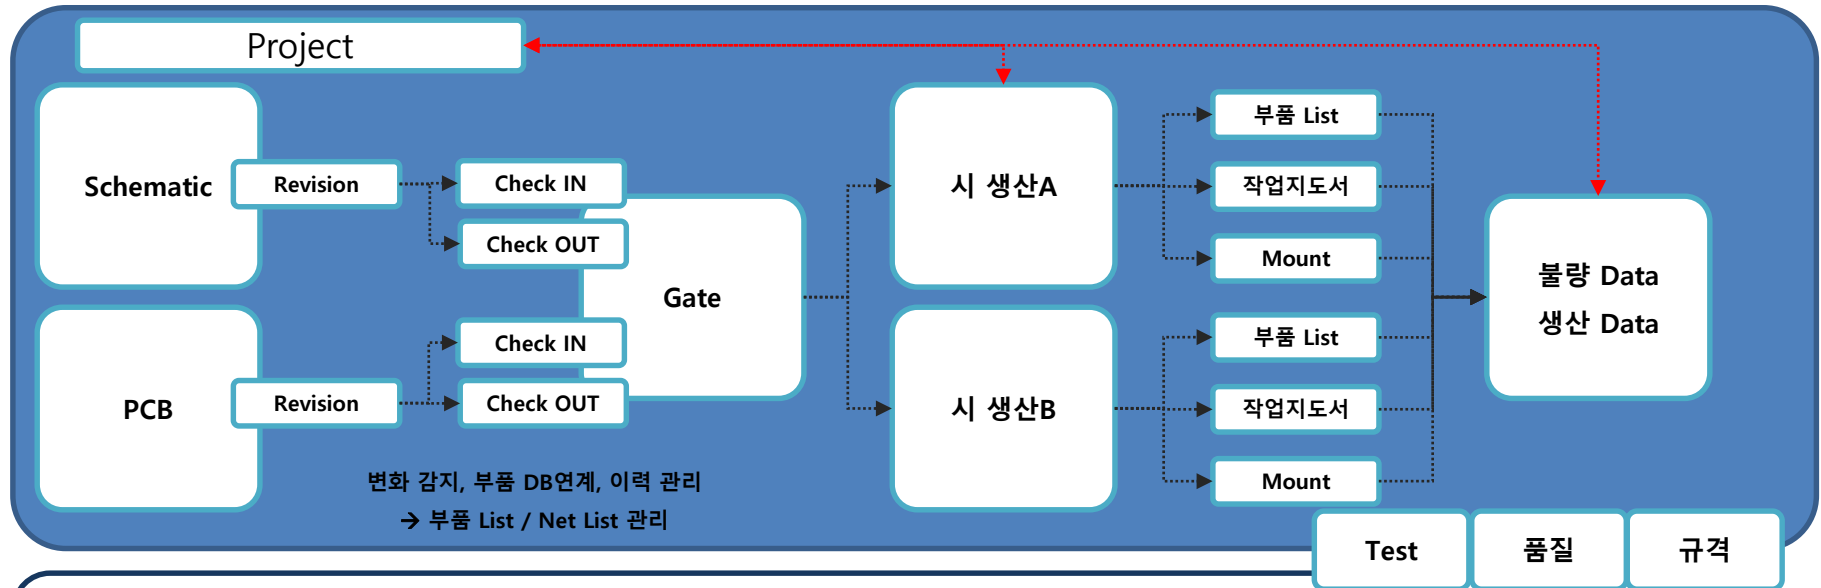 Project
Schematic
Revision
Check IN
Check OUT
Gate
PCB
Revision
Check IN
Check OUT
변화 감지, 부품 DB연계, 이력 관리
→ 부품 List / Net List 관리
시 생산A
부품 List
작업지도서
Mount
시 생산B
부품 List
작업지도서
Mount
불량 Data
생산 Data
Test
품질
규격